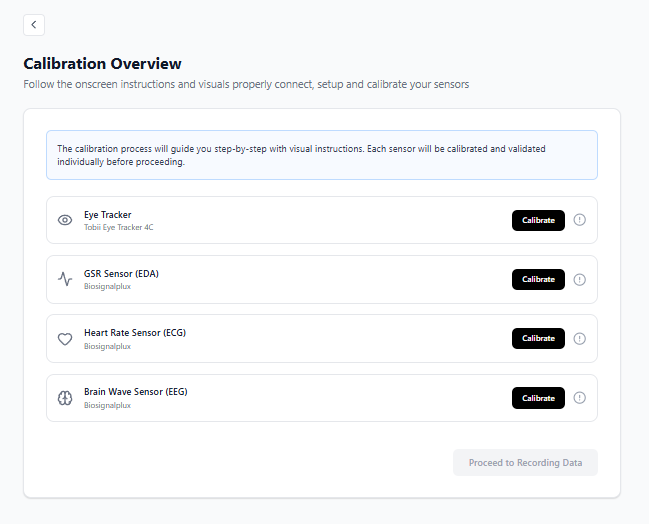 Calibration Overview
Follow the onscreen instructions and visuals properly connect, setup and calibrate your sensors
The calibration process will guide you step-by-step with visual instructions. Each sensor will be calibrated and validated
individually before proceeding.
Eye Tracker
Tobii Eye Tracker 4C
Calibrate
GSR Sensor (EDA)
Biosignalplux
Calibrate
Heart Rate Sensor (ECG)
Biosignalplux
Calibrate
Brain Wave Sensor (EEG)
Biosignalplux
Calibrate
Proceed to Recording Data